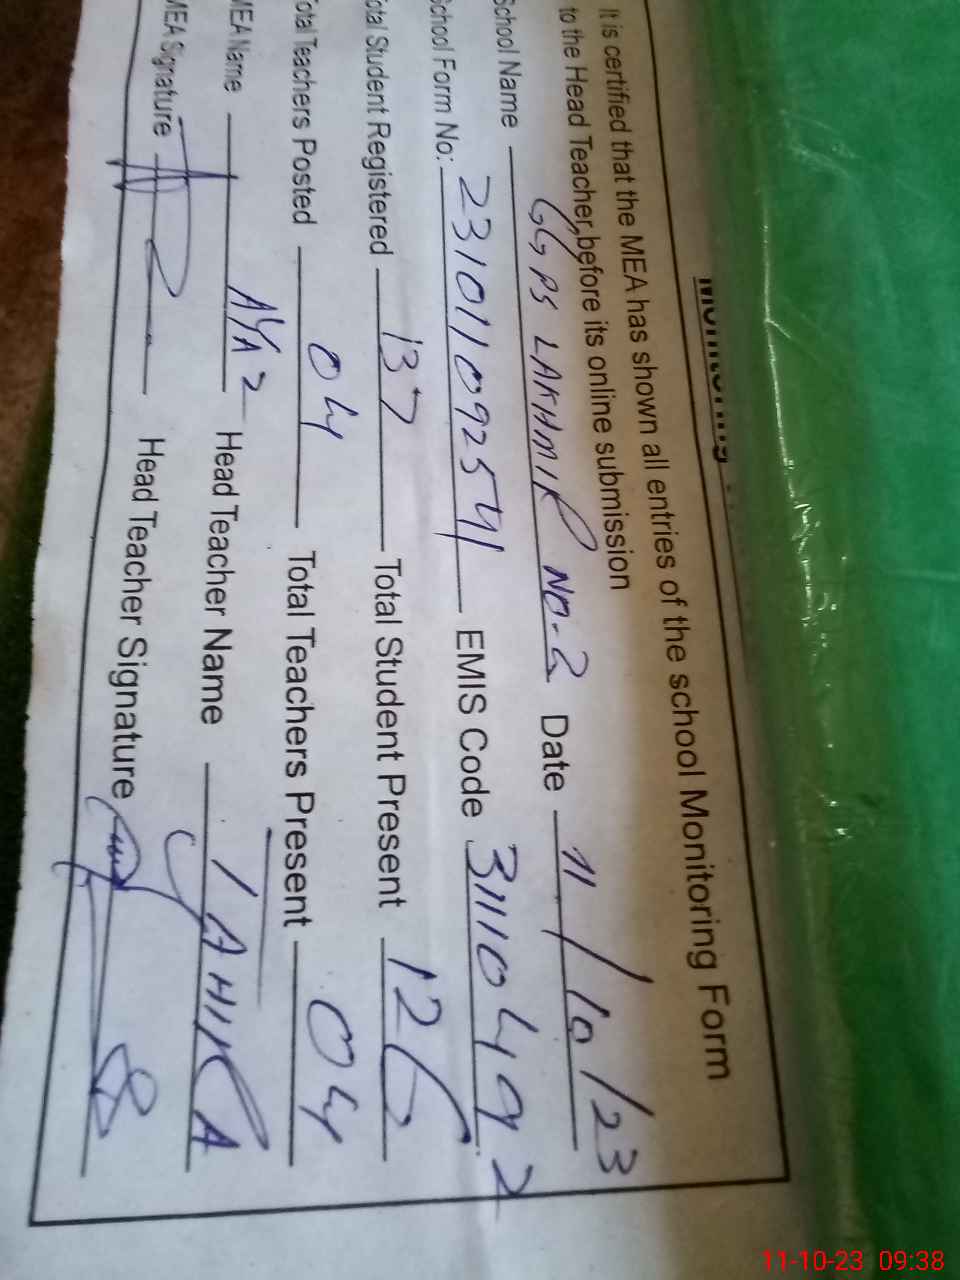 It is certified that the MEA has shown all entries of the school Monitoring Form
to the Head Teacher, before its online submission
School Name GGPS LAKHMIR NO-2 Date 11/10/23
School Form No: 231011092541 EMIS Code 31110492
Total Student Registered 137 Total Student Present 126
Total Teachers Posted 04 Total Teachers Present 04
MEA Name AYAZ Head Teacher Name TAHIRA
MEA Signature Head Teacher Signature
11-10-23 09:38